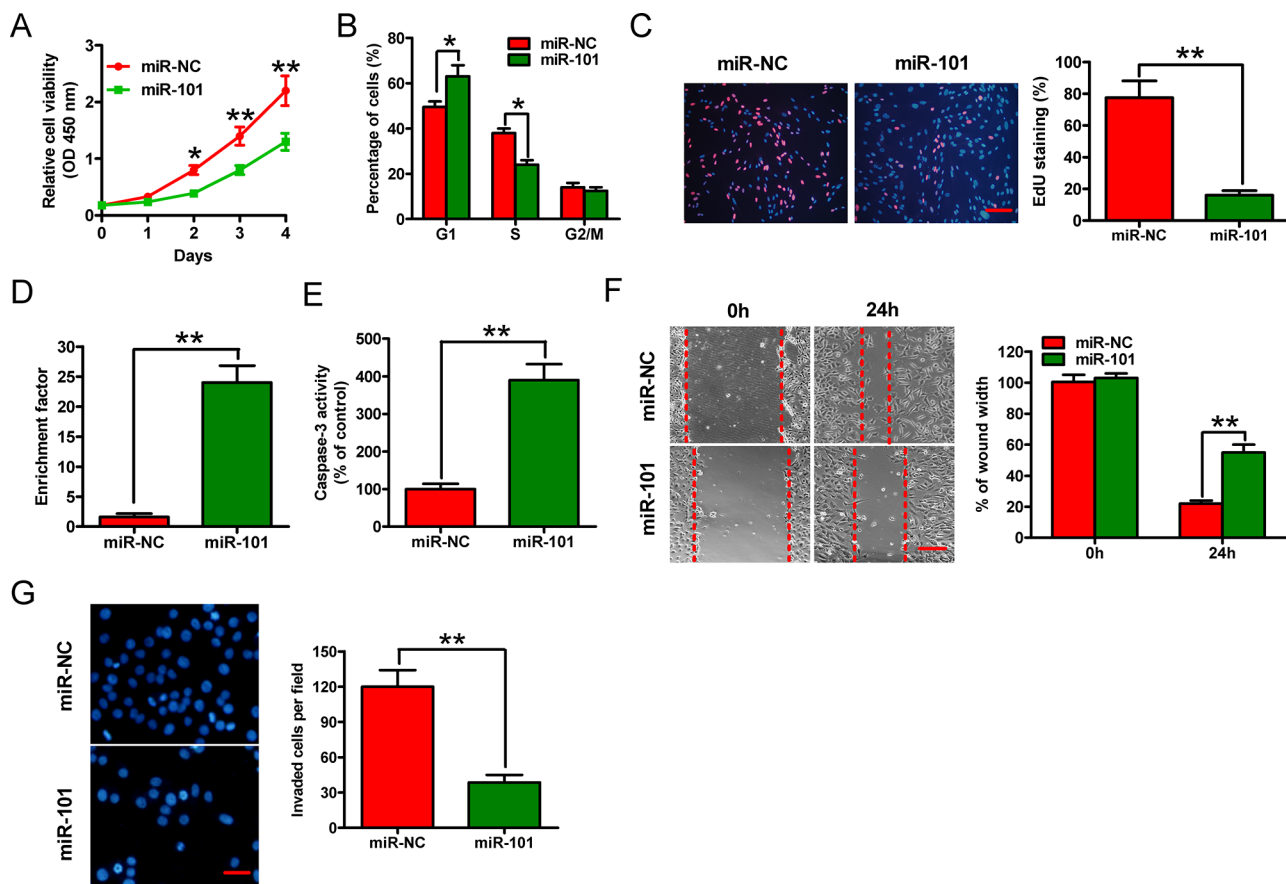 A
Relative cell viability
(OD 450 nm)
3
2
1
0
miR-NC
miR-101
*
**
**
0 1 2 3 4
Days
B
Percentage of cells (%)
80
60
40
20
0
*
*
miR-NC
miR-101
G1 S G2/M
C
miR-NC miR-101
EdU staining (%)
100
80
60
40
20
0
**
miR-NC miR-101
D
Enrichment factor
30
25
20
15
10
5
0
**
miR-NC miR-101
E
Caspase-3 activity
(% of control)
500
400
300
200
100
0
**
miR-NC miR-101
F
0h 24h
miR-NC
miR-101
% of wound width
120
100
80
60
40
20
0
miR-NC
miR-101
**
0h 24h
G
miR-NC
miR-101
Invaded cells per field
150
120
90
60
30
0
**
miR-NC miR-101